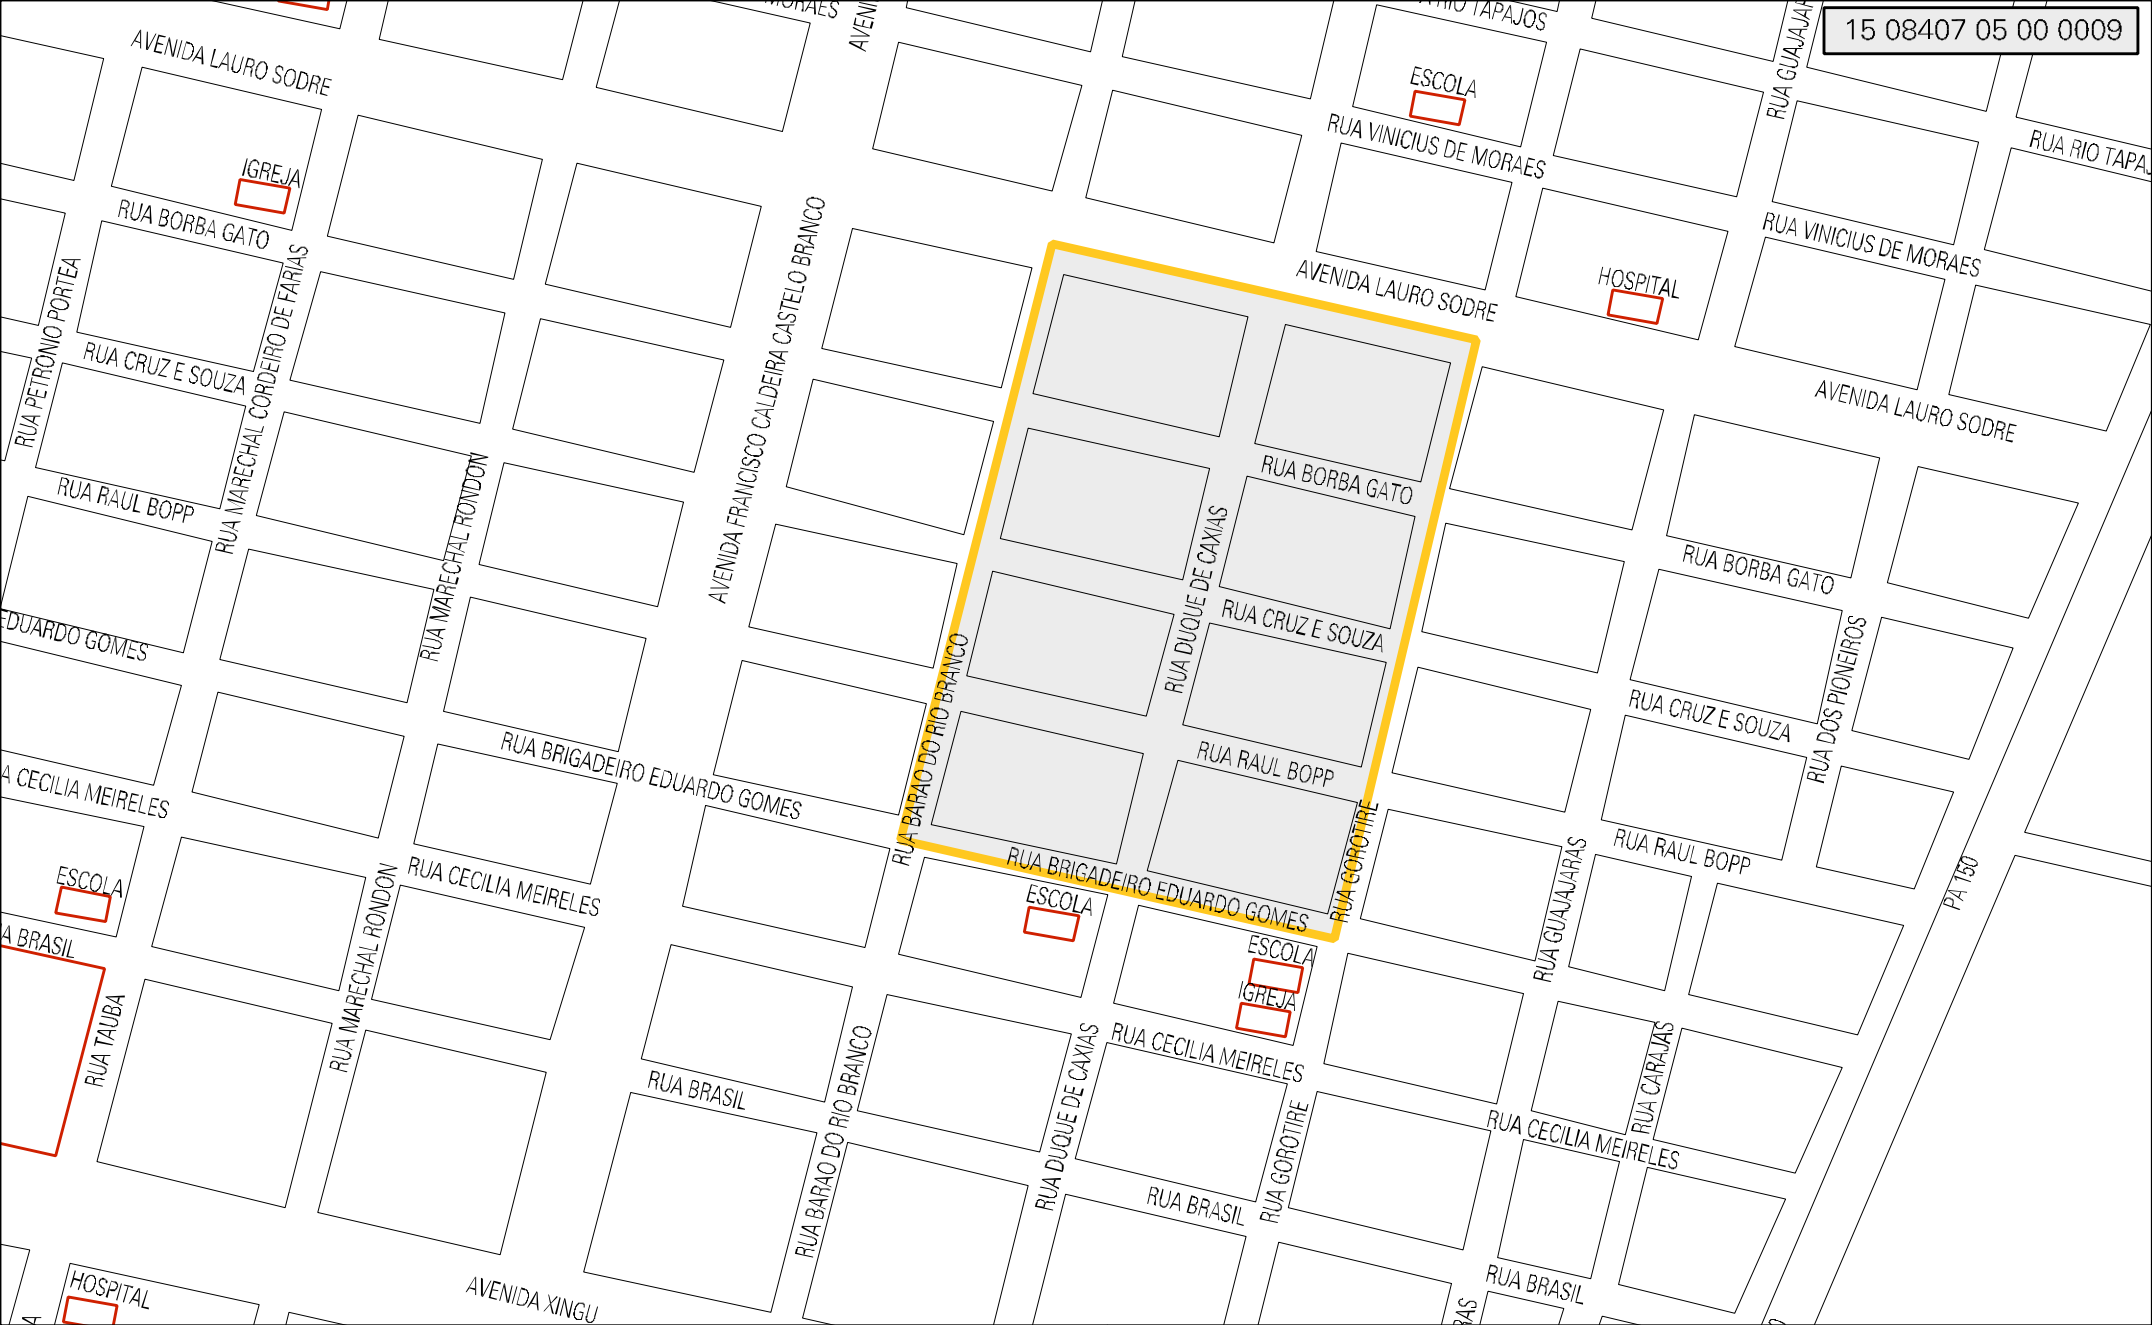 RUA RIO TAPAJOS
15 08407 05 00 0009
AVENIDA LAURO SODRE
ESCOLA
RUA VINICIUS DE MORAES
RUA GUAJAJAR
RUA RIO TAPAJ
IGREJA
RUA BORBA GATO
RUA VINICIUS DE MORAES
AVENIDA LAURO SODRE
HOSPITAL
RUA PETRONIO PORTEA
RUA CRUZ E SOUZA
RUA MARECHAL CORDEIRO DE FARIAS
AVENIDA FRANCISCO CALDEIRA CASTELO BRANCO
AVENIDA LAURO SODRE
RUA BORBA GATO
RUA RAUL BOPP
RUA MARECHAL RONDON
RUA DUQUE DE CAXIAS
RUA BORBA GATO
RUA CRUZ E SOUZA
EDUARDO GOMES
RUA BARAO DO RIO BRANCO
RUA CRUZ E SOUZA
RUA DOS PIONEIROS
RUA BRIGADEIRO EDUARDO GOMES
RUA RAUL BOPP
A CECILIA MEIRELES
RUA GOROTIRE
RUA RAUL BOPP
ESCOLA
RUA CECILIA MEIRELES
RUA BRIGADEIRO EDUARDO GOMES
RUA GUAJAJARAS
PA 150
ESCOLA
A BRASIL
RUA MARECHAL RONDON
ESCOLA
IGREJA
RUA TAUBA
RUA CECILIA MEIRELES
RUA BRASIL
RUA BARAO DO RIO BRANCO
RUA DUQUE DE CAXIAS
RUA GOROTIRE
RUA CARAJAS
RUA CECILIA MEIRELES
RUA BRASIL
RUA BRASIL
HOSPITAL
AVENIDA XINGU
RAS